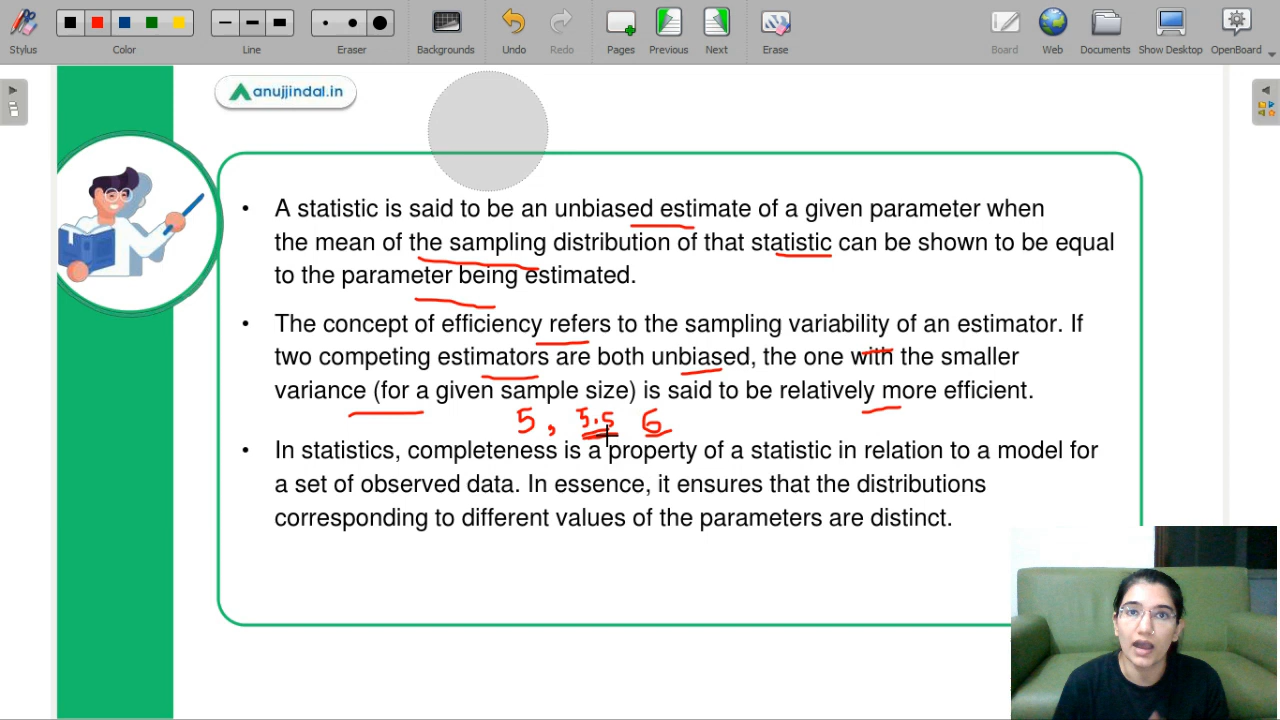 Stylus Color Line Eraser Backgrounds Undo Redo Pages Previous Next Erase Board Web Documents Show Desktop OpenBoard
anujjindal.in
• A statistic is said to be an unbiased estimate of a given parameter when
the mean of the sampling distribution of that statistic can be shown to be equal
to the parameter being estimated.
• The concept of efficiency refers to the sampling variability of an estimator. If
two competing estimators are both unbiased, the one with the smaller
variance (for a given sample size) is said to be relatively more efficient.
5, 5.5 6
• In statistics, completeness is a property of a statistic in relation to a model for
a set of observed data. In essence, it ensures that the distributions
corresponding to different values of the parameters are distinct.